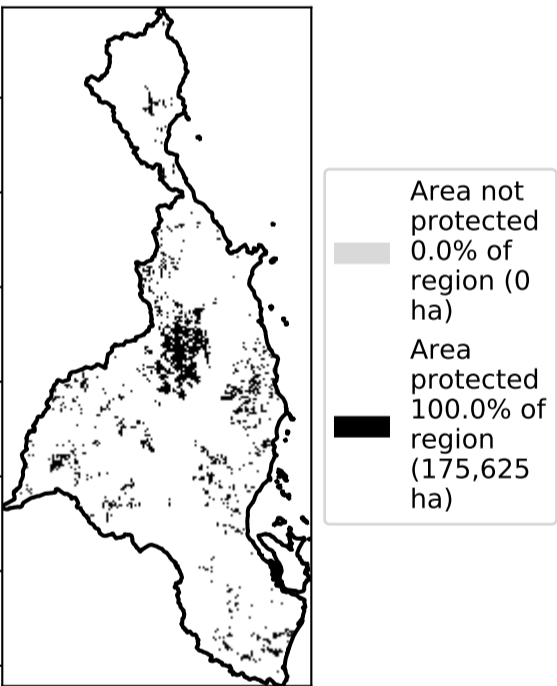 Area not
protected
0.0% of
region (0
ha)
Area
protected
100.0% of
region
(175,625
ha)